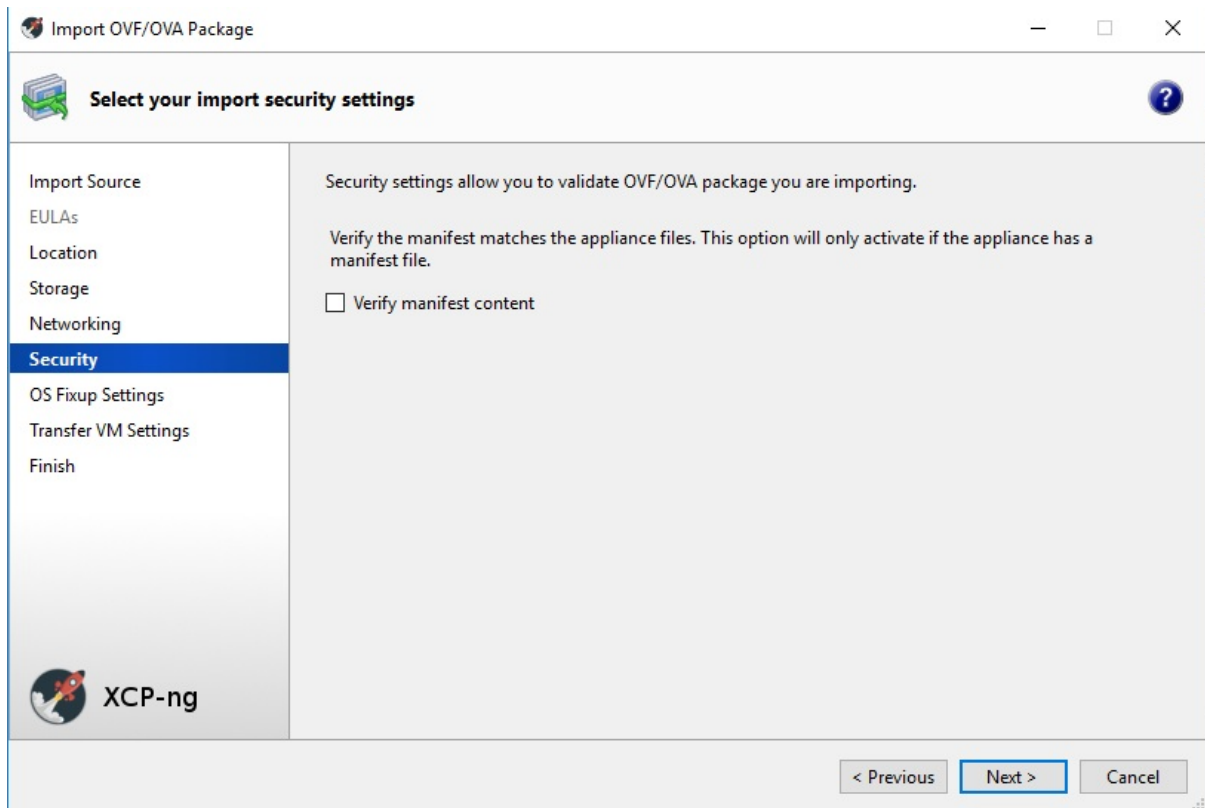 Import OVF/OVA Package
Select your import security settings
?
Import Source
EULAs
Location
Storage
Networking
Security
OS Fixup Settings
Transfer VM Settings
Finish
Security settings allow you to validate OVF/OVA package you are importing.
Verify the manifest matches the appliance files. This option will only activate if the appliance has a
manifest file.
Verify manifest content
XCP-ng
< Previous
Next >
Cancel